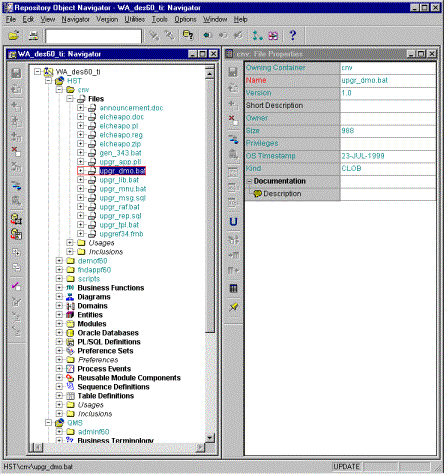 Repository Object Navigator - WA_des60_ti: Navigator
File Edit View Navigator Version Utilities Tools Options Window Help
WA_des60_ti: Navigator
WA_des60_ti
HST
cnv
Files
announcement.doc
elcheapo.doc
elcheapo.pl
elcheapo.reg
elcheapo.zip
gen_343.bat
upgr_app.pll
upgr_dmo.bat
upgr_lib.bat
upgr_mnu.bat
upgr_msg.sql
upgr_raf.bat
upgr_rep.sql
upgr_tpl.bat
upgref34.fmb
Usages
Inclusions
demof60
fndappf60
scripts
Business Functions
Diagrams
Domains
Entities
Modules
Oracle Databases
PL/SQL Definitions
Preference Sets
Preferences
Process Events
Reusable Module Components
Sequence Definitions
Table Definitions
Usages
Inclusions
QMS
adminf60
Business Terminology
cnv: File Properties
Owning Container cnv
Name upgr_dmo.bat
Version 1.0
Short Description
Owner
Size 988
Privileges
OS Timestamp 23-JUL-1999
Kind CLOB
Documentation
Description
HST\cnv\upgr_dmo.bat
UPDATE